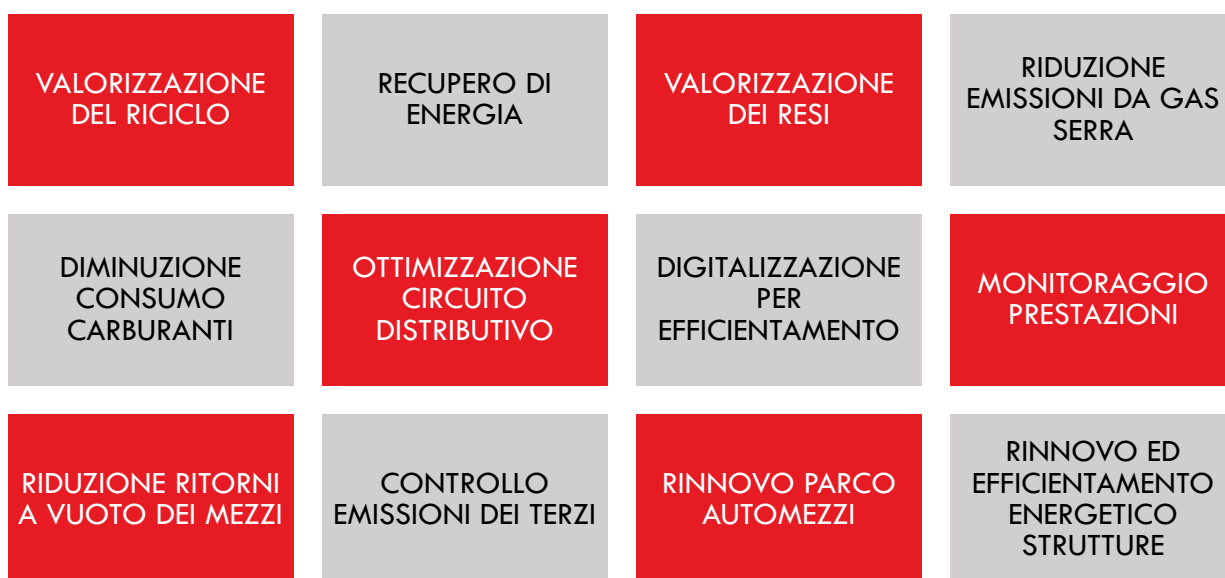 VALORIZZAZIONE
DEL RICICLO
RECUPERO DI
ENERGIA
VALORIZZAZIONE
DEI RESI
RIDUZIONE
EMISSIONI DA GAS
SERRA
DIMINUZIONE
CONSUMO
CARBURANTI
OTTIMIZZAZIONE
CIRCUITO
DISTRIBUTIVO
DIGITALIZZAZIONE
PER
EFFICIENTAMENTO
MONITORAGGIO
PRESTAZIONI
RIDUZIONE RITORNI
A VUOTO DEI MEZZI
CONTROLLO
EMISSIONI DEI TERZI
RINNOVO PARCO
AUTOMEZZI
RINNOVO ED
EFFICIENTAMENTO
ENERGETICO
STRUTTURE